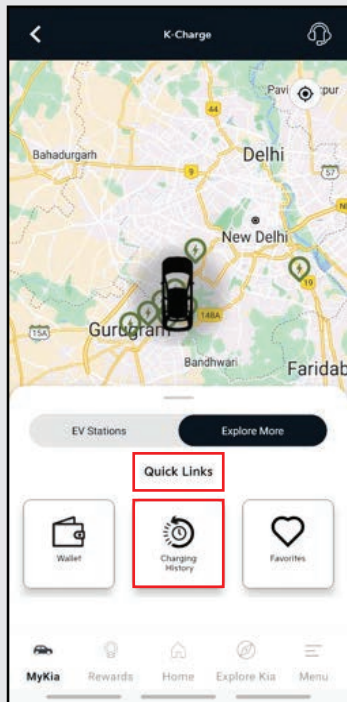 K-Charge
44
Pavi pur
Bahadurgarh
Delhi
9
57
New Delhi
19
15A
148A
Gurugram
Bandhwari
Faridab
EV Stations
Explore More
Quick Links
Wallet
Charging
History
Favorites
MyKia
Rewards
Home
Explore Kia
Menu